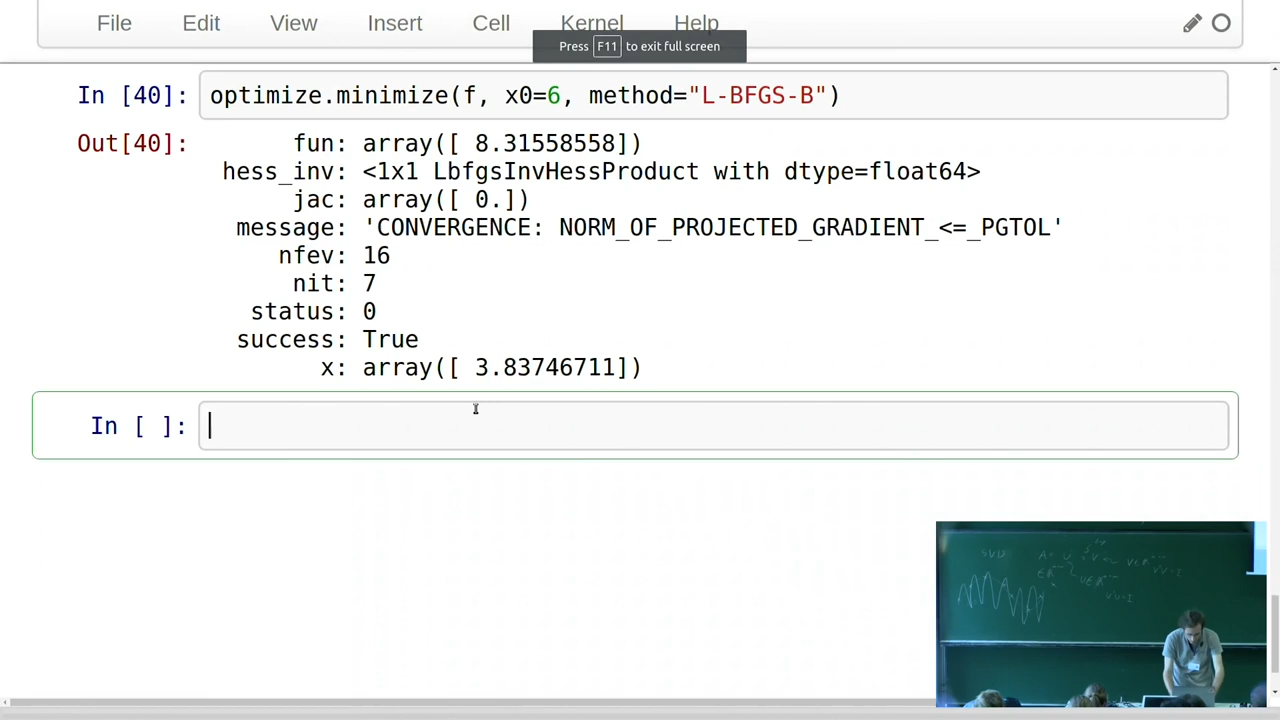 File Edit View Insert Cell Kernel Help
Press F11 to exit full screen
In [40]: optimize.minimize(f, x0=6, method="L-BFGS-B")
Out[40]: fun: array([ 8.31558558])
hess_inv: <1x1 LbfgsInvHessProduct with dtype=float64>
jac: array([ 0.])
message: 'CONVERGENCE: NORM_OF_PROJECTED_GRADIENT_<=_PGTOL'
nfev: 16
nit: 7
status: 0
success: True
x: array([ 3.83746711])
In [ ]:
SVD